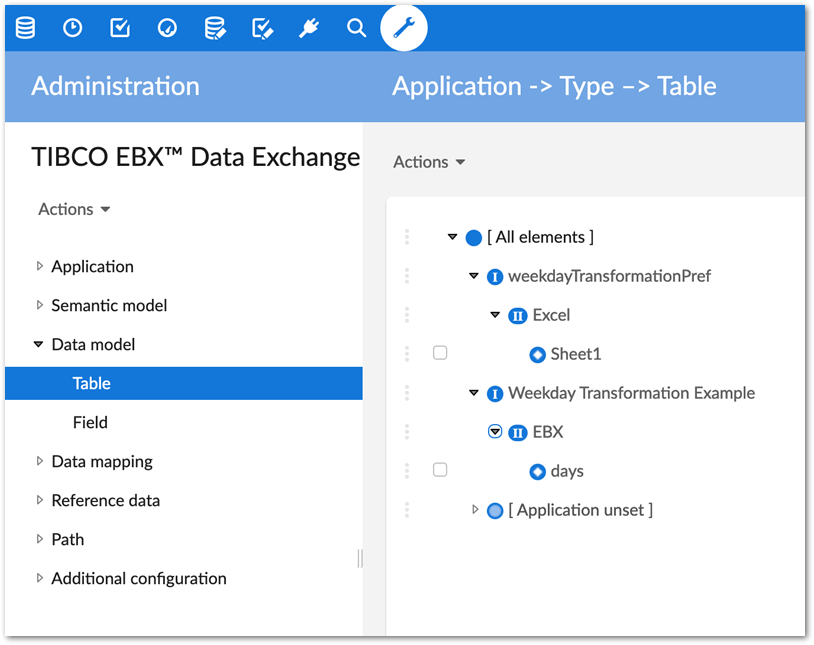 Administration
Application -> Type –> Table
TIBCO EBX™ Data Exchange
Actions
Application
Semantic model
Data model
Table
Field
Data mapping
Reference data
Path
Additional configuration
Actions
[ All elements ]
I weekdayTransformationPref
II Excel
Sheet1
I Weekday Transformation Example
II EBX
days
[ Application unset ]